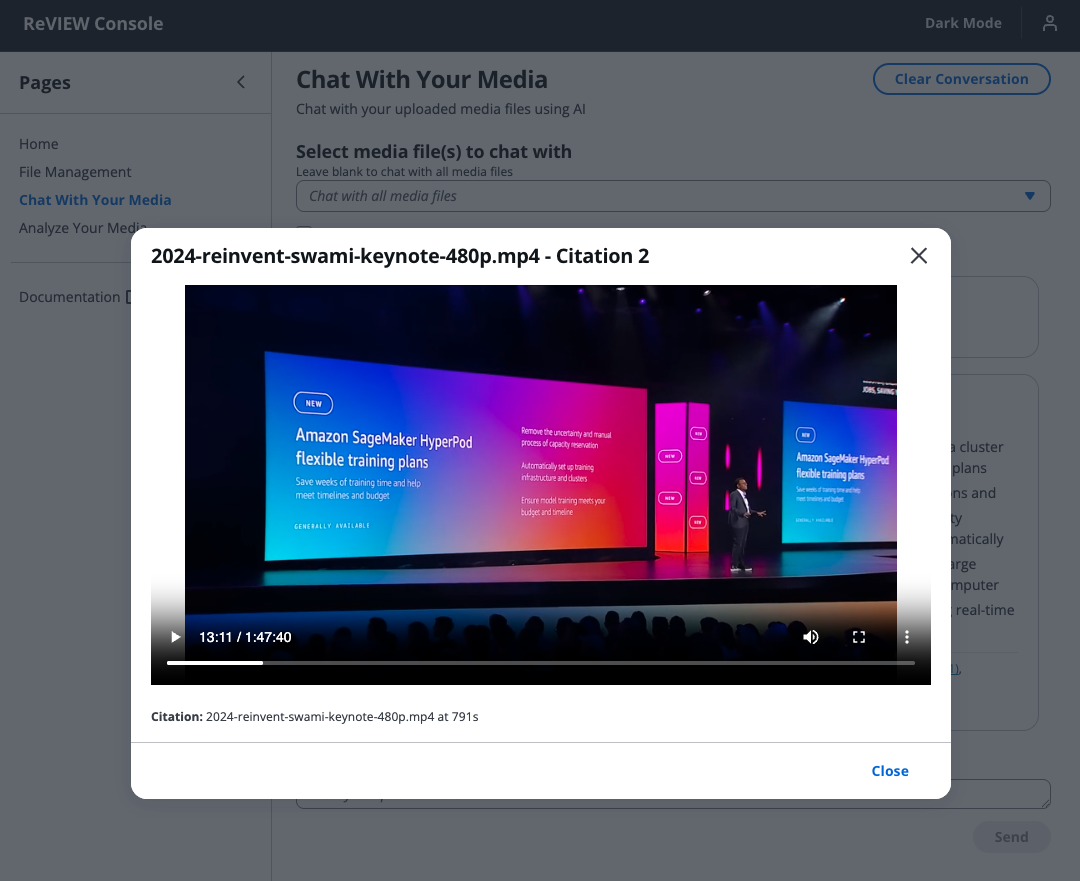 ReVIEW Console
Dark Mode
Pages
Home
File Management
Chat With Your Media
Analyze Your Media
Documentation
Chat With Your Media
Clear Conversation
Chat with your uploaded media files using AI
Select media file(s) to chat with
Leave blank to chat with all media files
Chat with all media files
2024-reinvent-swami-keynote-480p.mp4 - Citation 2
NEW
Amazon SageMaker HyperPod
flexible training plans
Save weeks of training time and help
meet timelines and budget
GENERALLY AVAILABLE
Remove the uncertainty and manual
process of capacity reservation
Automatically set up training
infrastructure and clusters
Ensure model training meets your
budget and timeline
NEW
NEW
NEW
NEW
NEW
JOBS, SAVING
NEW
Amazon SageMaker HyperPod
flexible training plans
Save weeks of training time and help
meet timelines and budget
GENERALLY AVAILABLE
13:11 / 1:47:40
Citation: 2024-reinvent-swami-keynote-480p.mp4 at 791s
Close
a cluster
plans
ns and
ty
matically
arge
mputer
real-time
1),
Send